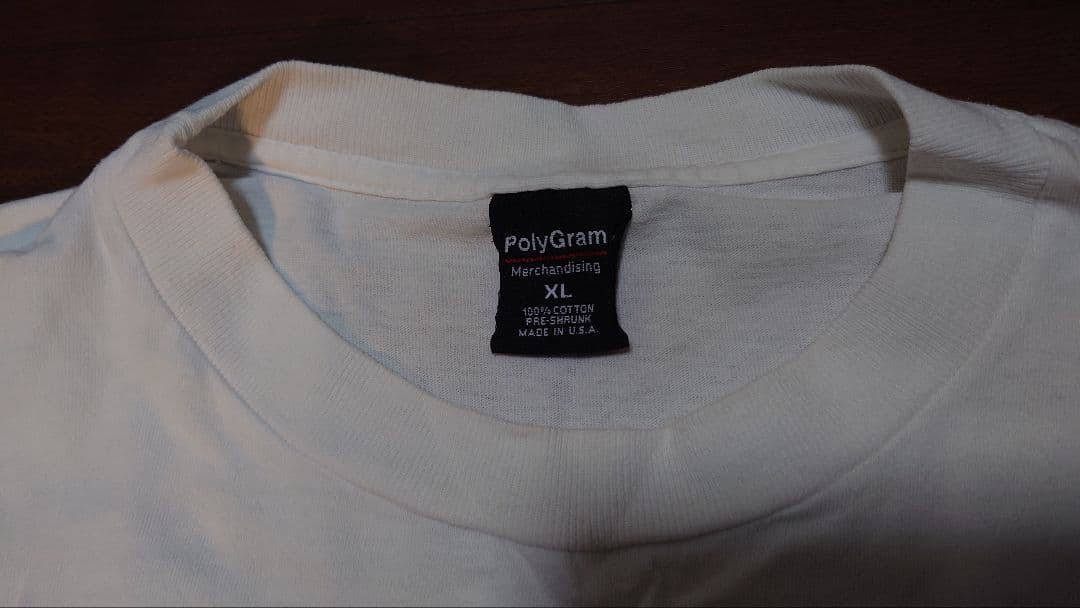 PolyGram
Merchandising
XL
100% COTTON
PRE-SHRUNK
MADE IN U.S.A.